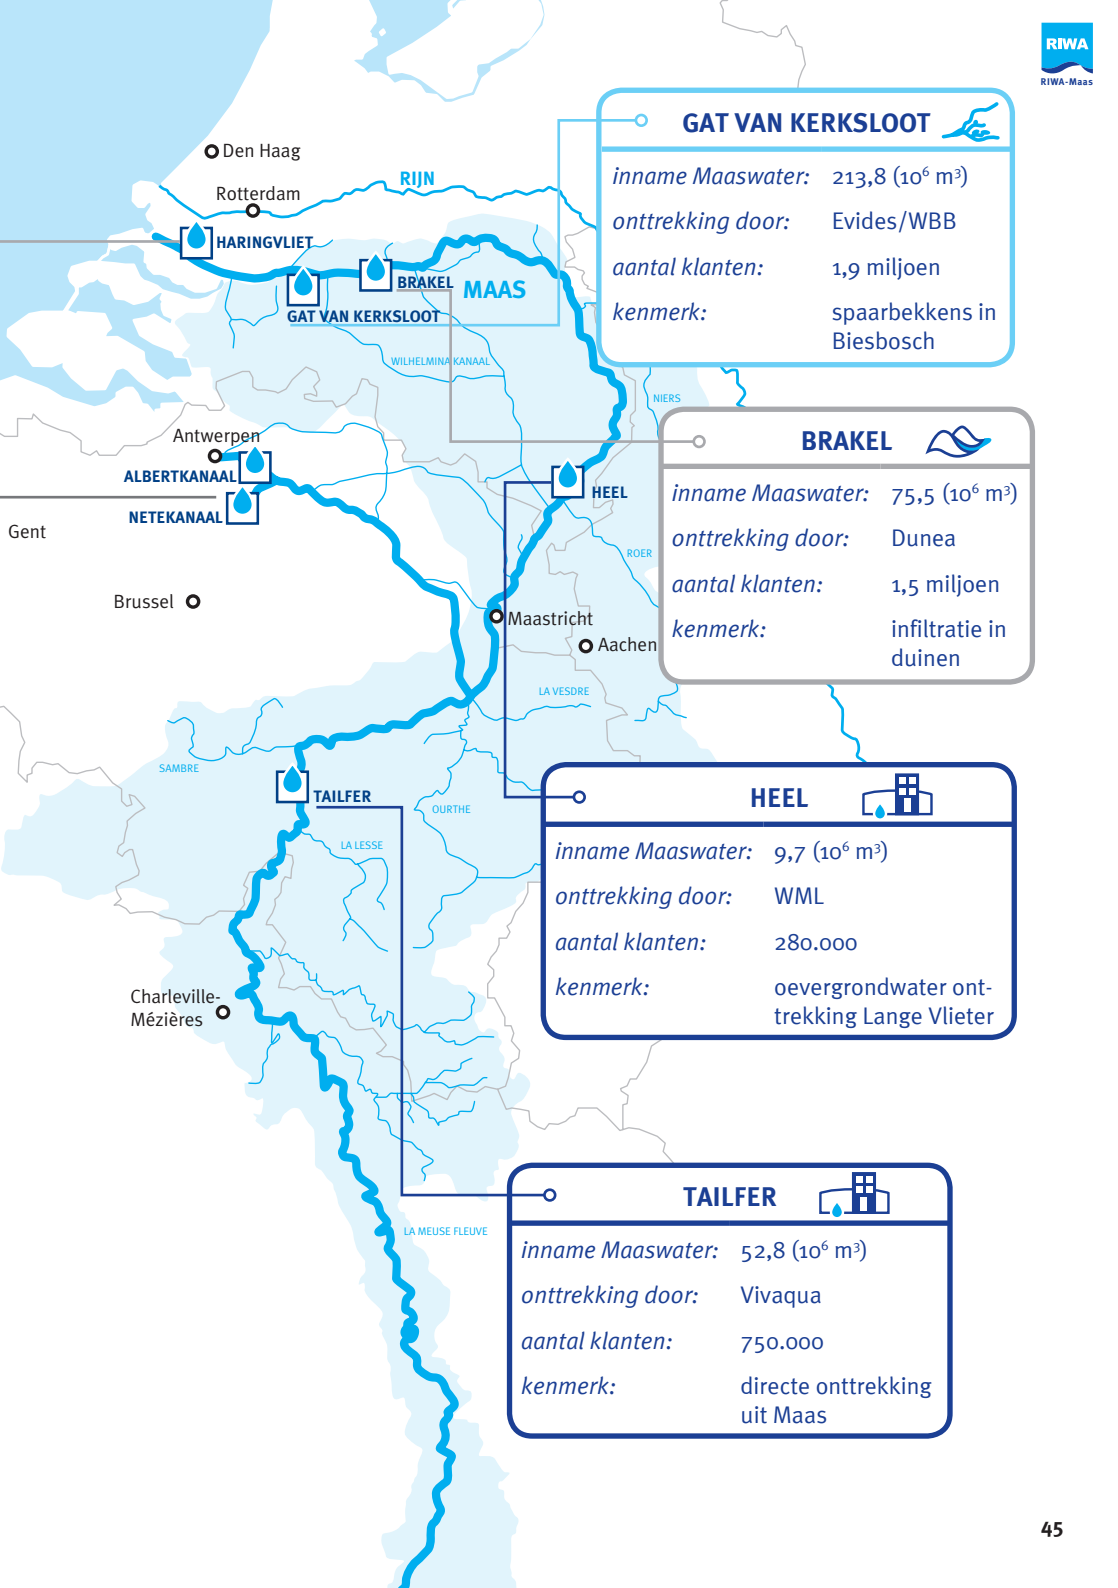 RIWA
RIWA-Maas
GAT VAN KERKSLOOT
inname Maaswater: 213,8 (10⁶ m³)
onttrekking door: Evides/WBB
aantal klanten: 1,9 miljoen
kenmerk: spaarbekkens in
Biesbosch
Den Haag
RIJN
Rotterdam
HARINGVLIET
BRAKEL
MAAS
GAT VAN KERKSLOOT
WILHELMINA KANAAL
NIERS
BRAKEL
inname Maaswater: 75,5 (10⁶ m³)
onttrekking door: Dunea
aantal klanten: 1,5 miljoen
kenmerk: infiltratie in
duinen
Antwerpen
ALBERTKANAAL
HEEL
NETEKANAAL
Gent
ROER
Brussel
Maastricht
Aachen
LA VESDRE
SAMBRE
TAILFER
OURTHE
LA LESSE
HEEL
inname Maaswater: 9,7 (10⁶ m³)
onttrekking door: WML
aantal klanten: 280.000
kenmerk: oevergrondwater ont-
trekking Lange Vlieter
Charleville-
Mézières
TAILFER
inname Maaswater: 52,8 (10⁶ m³)
onttrekking door: Vivaqua
aantal klanten: 750.000
kenmerk: directe onttrekking
uit Maas
LA MEUSE FLEUVE
45